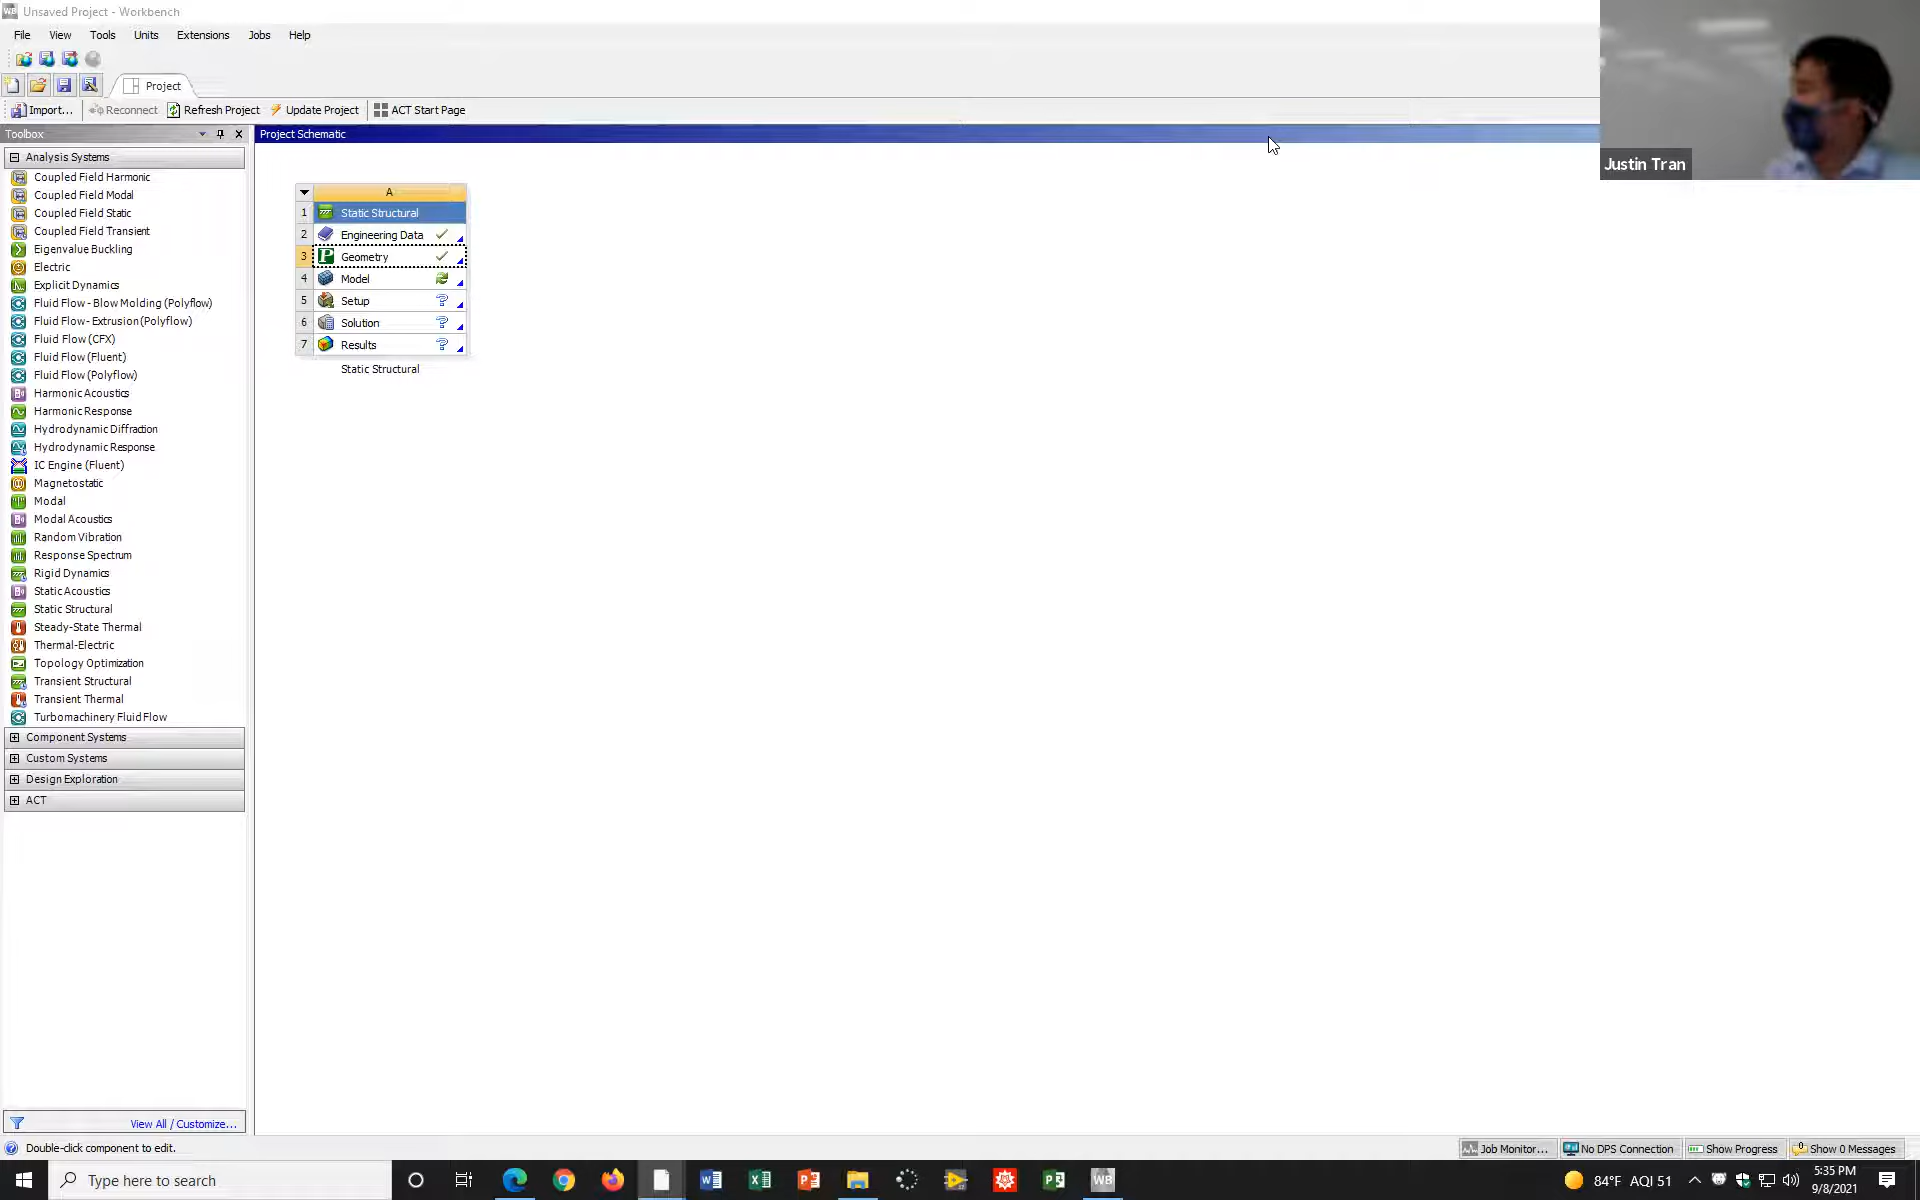 Unsaved Project - Workbench
File View Tools Units Extensions Jobs Help
Project
Import... Reconnect Refresh Project Update Project ACT Start Page
Toolbox
Project Schematic
Justin Tran
Analysis Systems
Coupled Field Harmonic
Coupled Field Modal
Coupled Field Static
Coupled Field Transient
Eigenvalue Buckling
Electric
Explicit Dynamics
Fluid Flow - Blow Molding (Polyflow)
Fluid Flow- Extrusion (Polyflow)
Fluid Flow (CFX)
Fluid Flow (Fluent)
Fluid Flow (Polyflow)
Harmonic Acoustics
Harmonic Response
Hydrodynamic Diffraction
Hydrodynamic Response
IC Engine (Fluent)
Magnetostatic
Modal
Modal Acoustics
Random Vibration
Response Spectrum
Rigid Dynamics
Static Acoustics
Static Structural
Steady-State Thermal
Thermal-Electric
Topology Optimization
Transient Structural
Transient Thermal
Turbomachinery Fluid Flow
Component Systems
Custom Systems
Design Exploration
ACT
View All / Customize...
A
1 Static Structural
2 Engineering Data
3 Geometry
4 Model
5 Setup ?
6 Solution ?
7 Results ?
Static Structural
Double-click component to edit.
Job Monitor... No DPS Connection Show Progress Show 0 Messages
Type here to search
84°F AQI 51
5:35 PM
9/8/2021